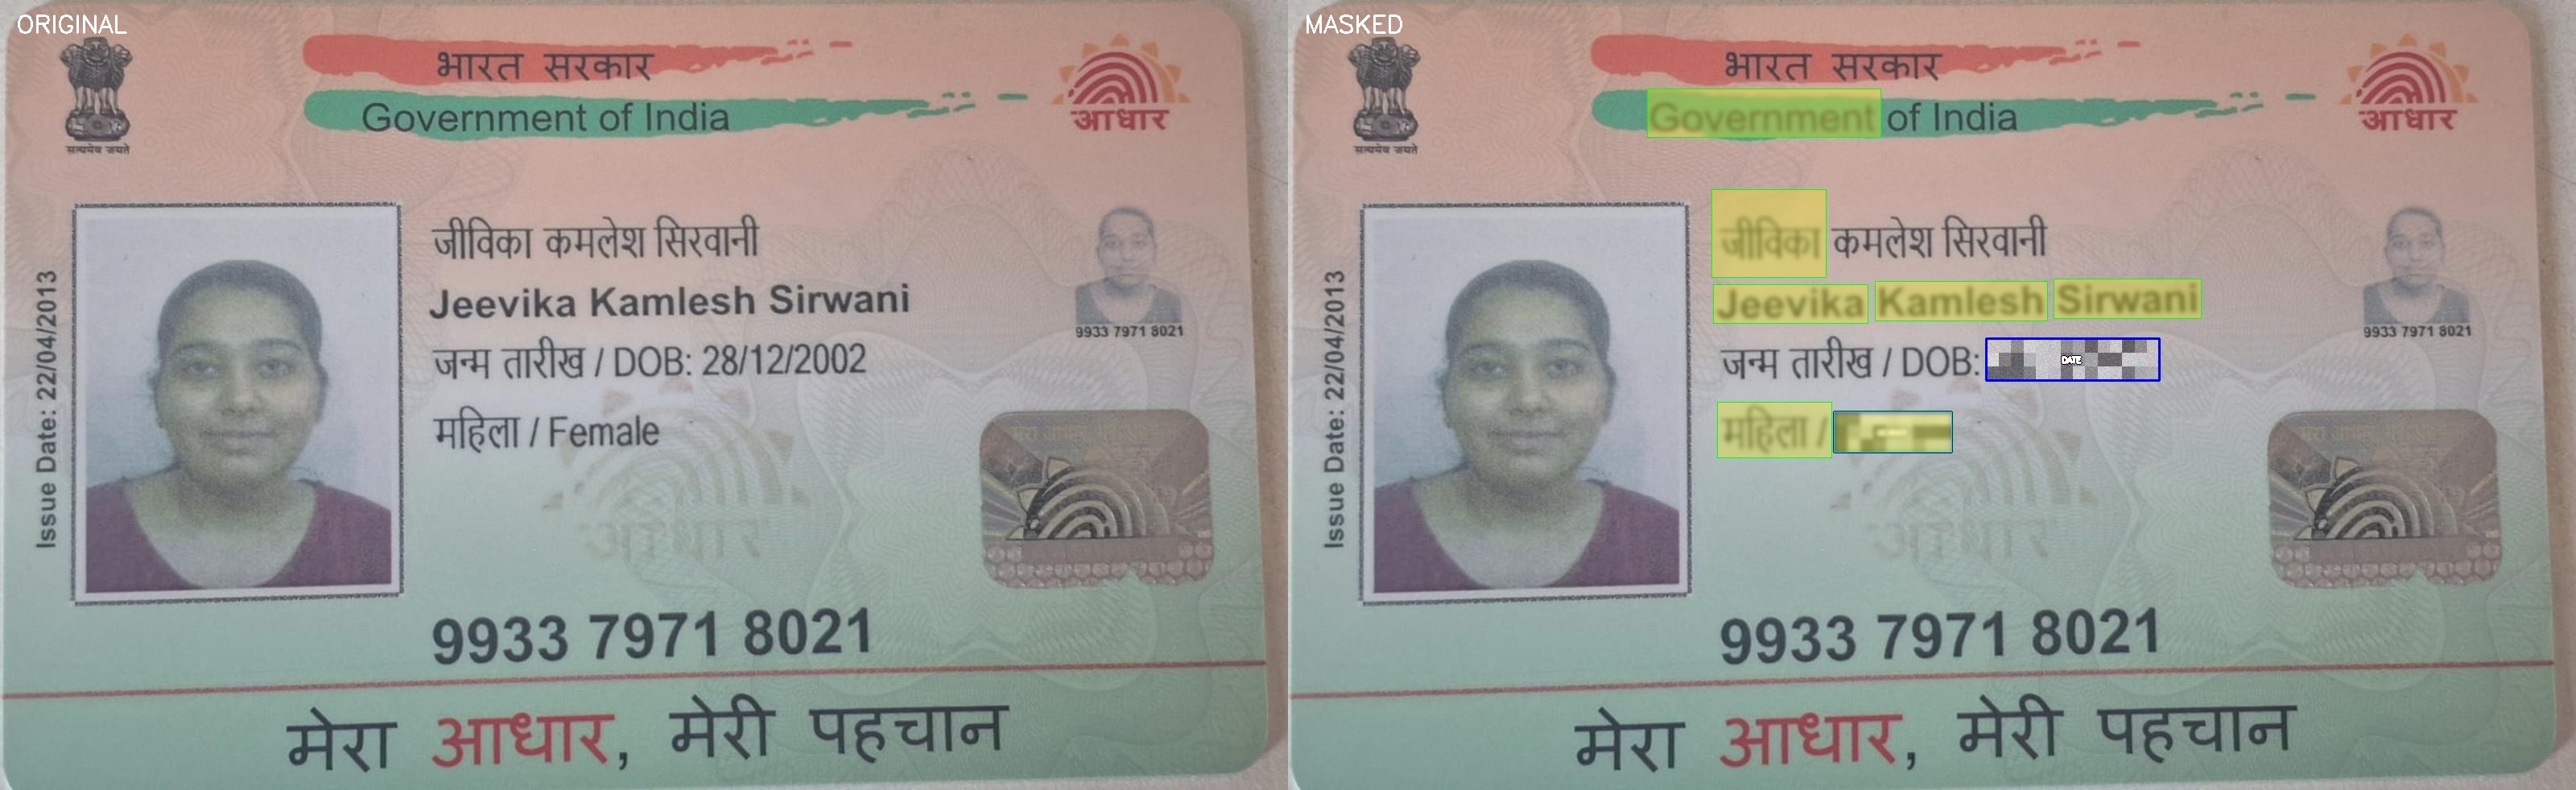 ORIGINAL
भारत सरकार
Government of India
आधार
सत्यमेव जयते
Issue Date: 22/04/2013
जीविका कमलेश सिरवानी
Jeevika Kamlesh Sirwani
जन्म तारीख / DOB: 28/12/2002
महिला / Female
9933 7971 8021
आधार
9933 7971 8021
मेरा आधार, मेरी पहचान
MASKED
भारत सरकार
Government of India
आधार
सत्यमेव जयते
Issue Date: 22/04/2013
जीविका कमलेश सिरवानी
Jeevika Kamlesh Sirwani
जन्म तारीख / DOB: DATE
महिला /
9933 7971 8021
आधार
9933 7971 8021
मेरा आधार, मेरी पहचान